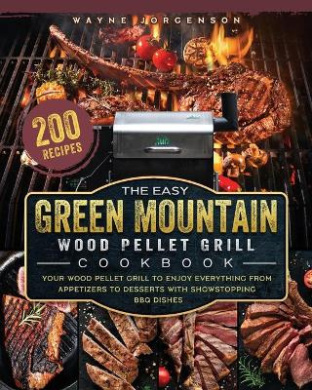 WAYNE JORGENSON
200
RECIPES
THE EASY
GREEN MOUNTAIN
WOOD PELLET GRILL
COOKBOOK
YOUR WOOD PELLET GRILL TO ENJOY EVERYTHING FROM
APPETIZERS TO DESSERTS WITH SHOWSTOPPING
BBQ DISHES